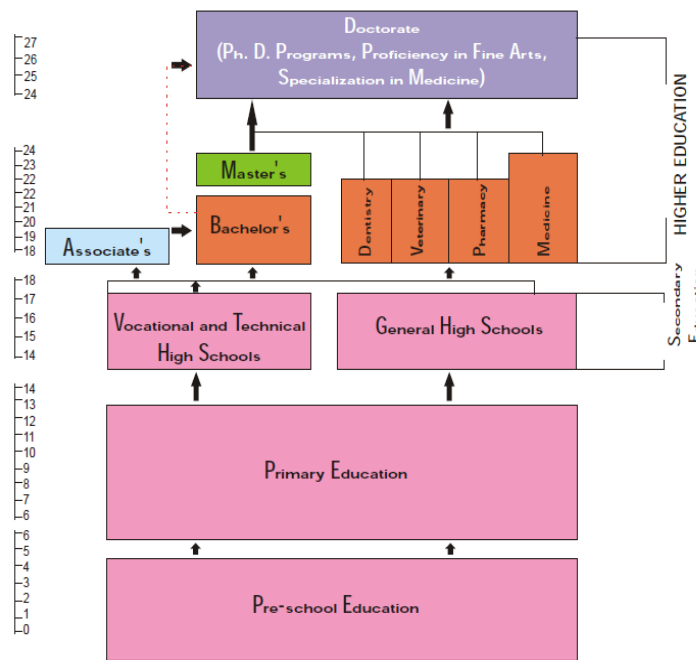 27
26
25
24
Doctorate
(Ph. D. Programs, Proficiency in Fine Arts,
Specialization in Medicine)
HIGHER EDUCATION
24
23
22
21
20
19
18
Master's
Bachelor's
Associate's
Dentistry
Veterinary
Pharmacy
Medicine
18
17
16
15
14
Vocational and Technical
High Schools
General High Schools
Secondary
14
13
12
11
10
9
8
7
6
Primary Education
6
5
4
3
2
1
0
Pre-school Education